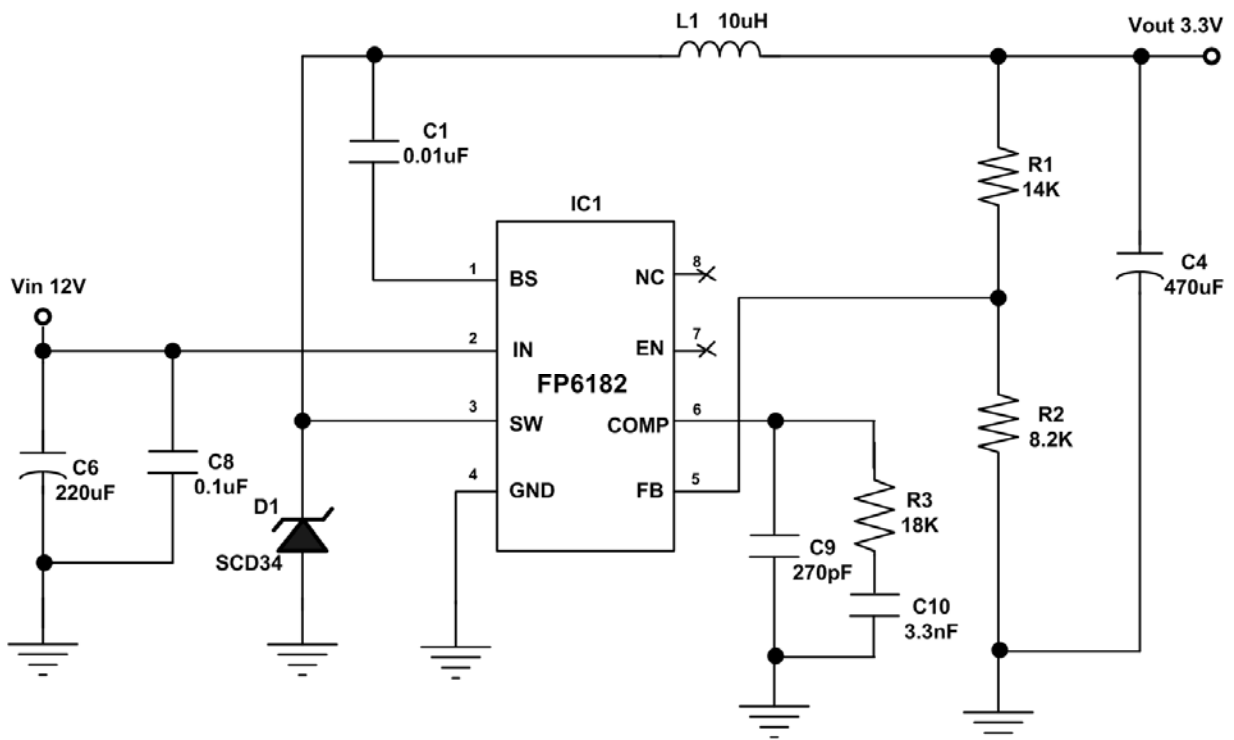 L1 10uH
Vout 3.3V
C1
0.01uF
R1
14K
IC1
C4
470uF
Vin 12V
1
BS
NC
8
2
IN
EN
7
FP6182
3
SW
COMP
6
R2
8.2K
C6
220uF
C8
0.1uF
4
GND
FB
5
D1
SCD34
R3
18K
C9
270pF
C10
3.3nF